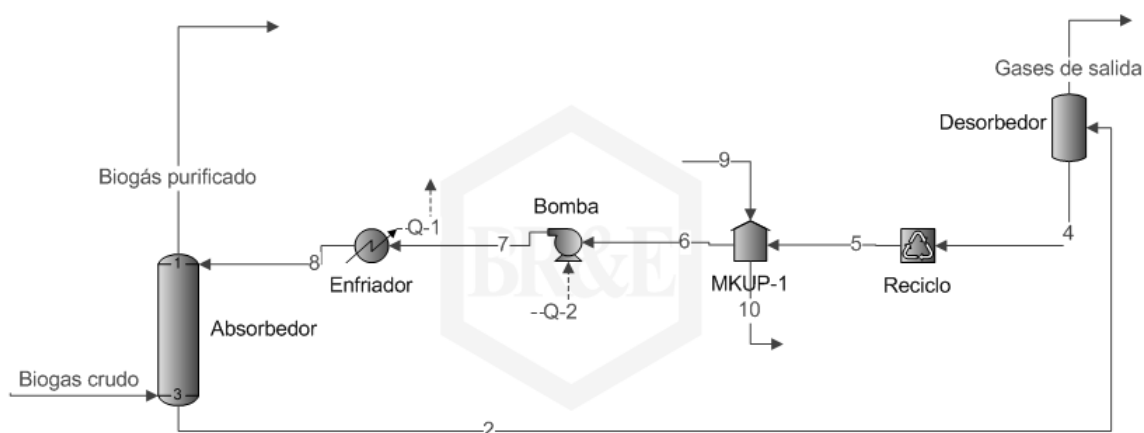 Gases de salida
Desorbedor
Biogás purificado
9
Bomba
Q-1
7
6
5
4
8
1
Enfriador
BR&E
MKUP-1
Reciclo
Q-2
10
Absorbedor
Biogas crudo
3
2